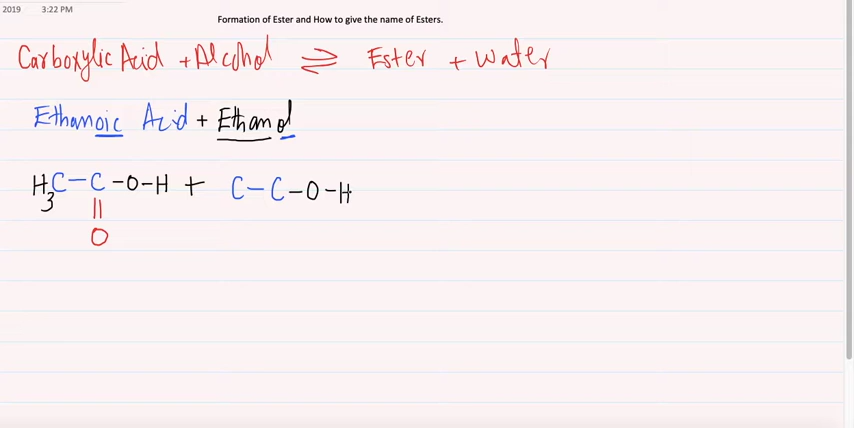 2019 3:22 PM
Formation of Ester and How to give the name of Esters.
Carboxylic Acid + Alcohol ⇌ Ester + Water
Ethanoic Acid + Ethanol
H3C-C-O-H + C-C-O-H
||
O